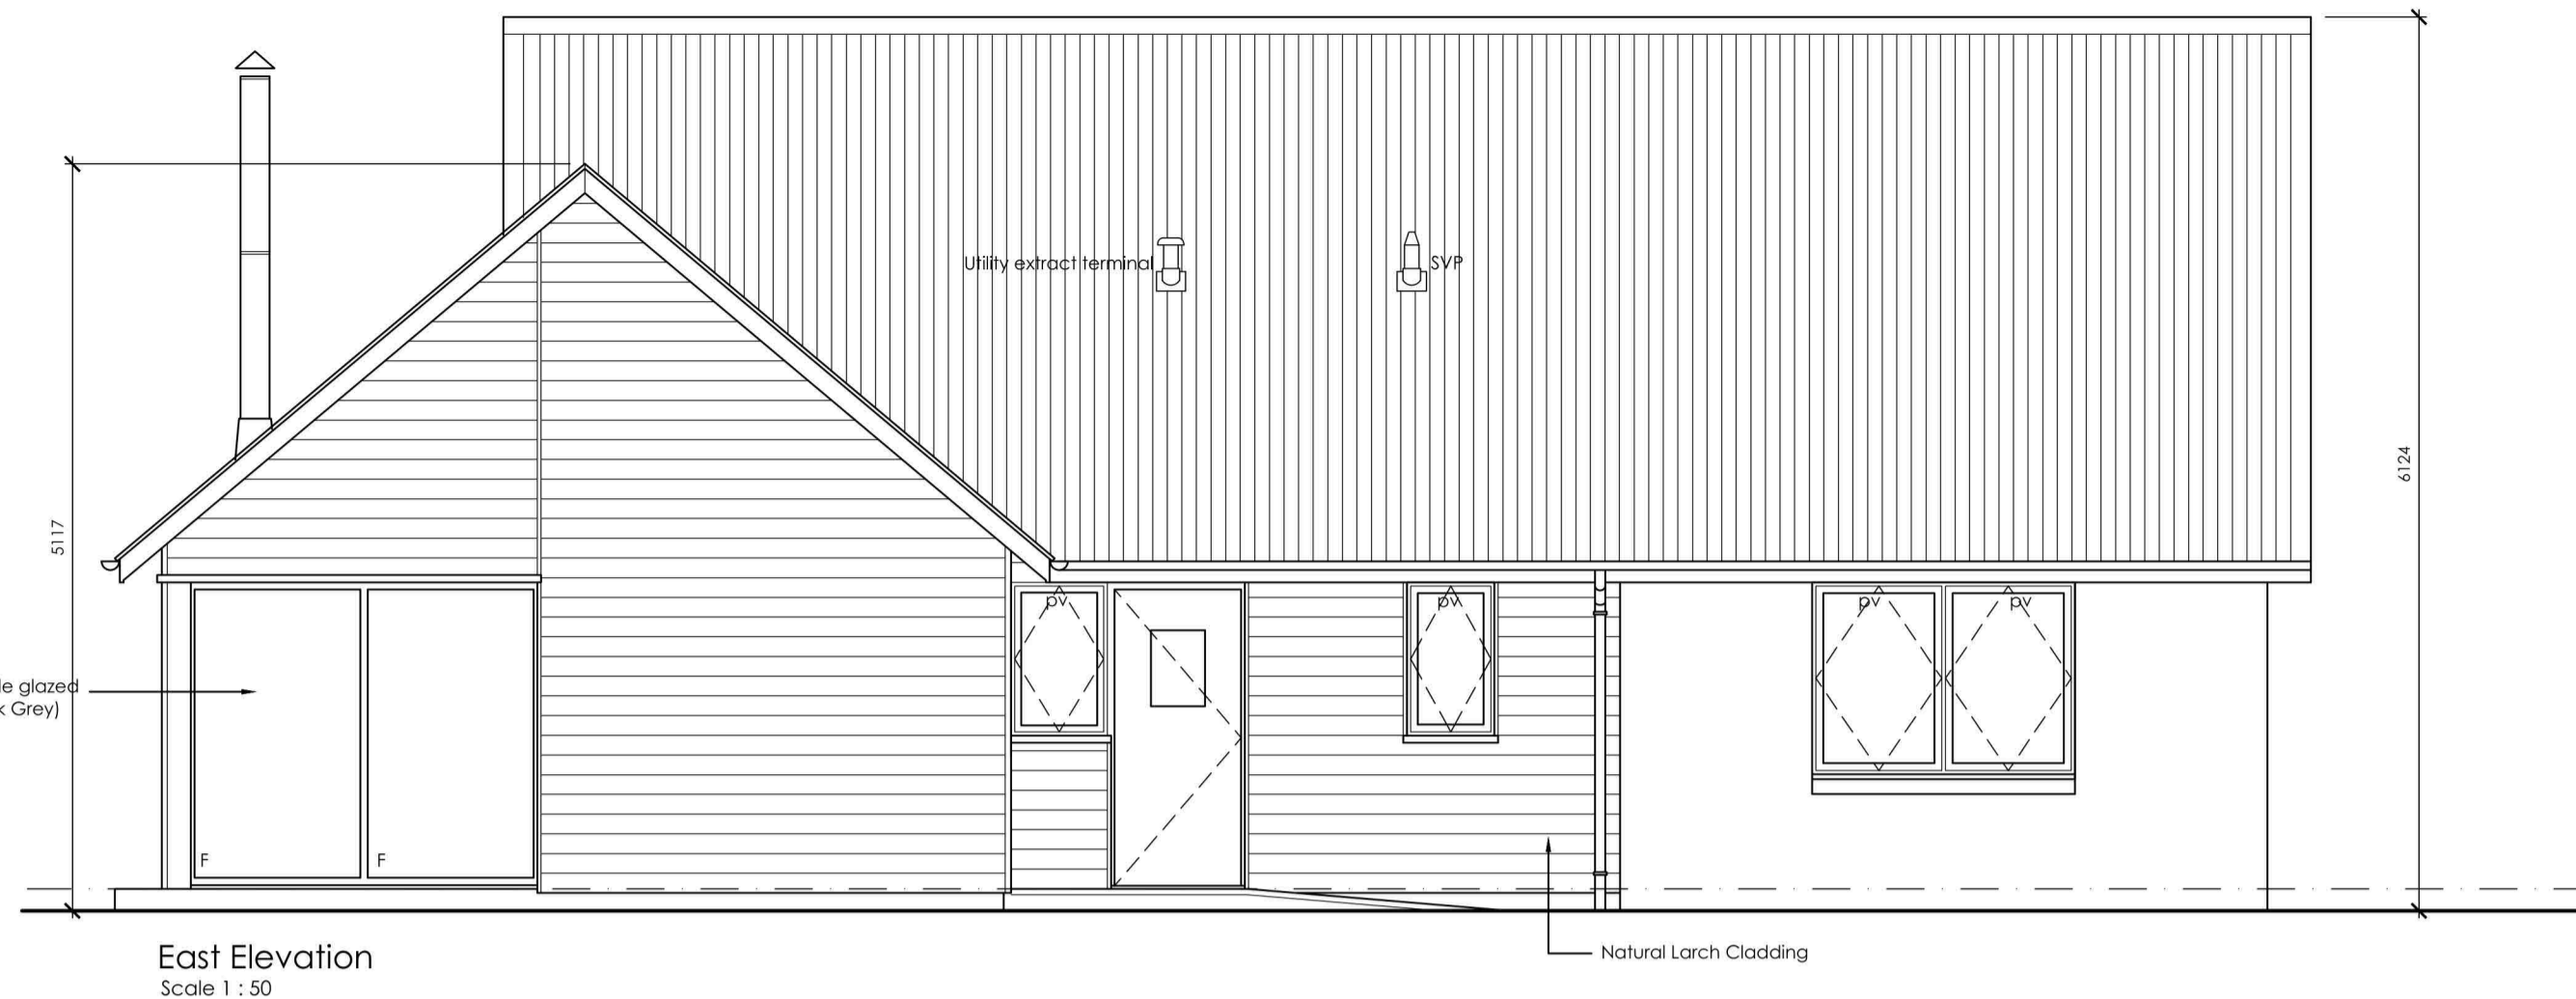 6124
Utility extract terminal
SVP
5117
pv
pv
pv
pv
glazed
Grey)
F
F
Natural Larch Cladding
East Elevation
Scale 1 : 50